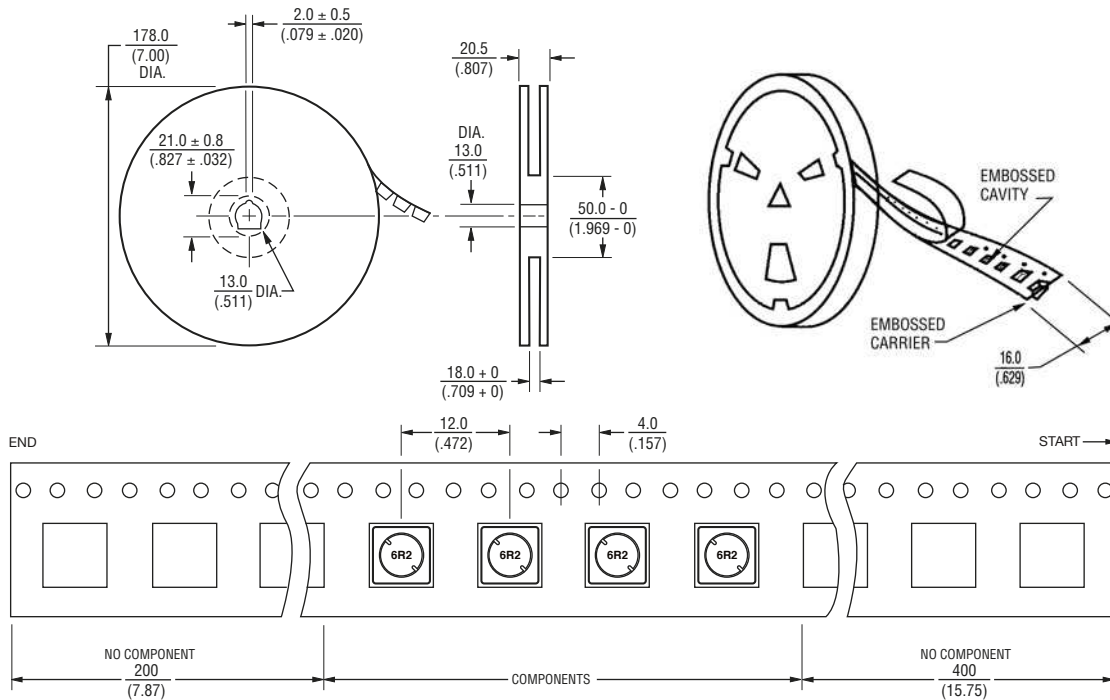 2.0 ± 0.5
(.079 ± .020)
178.0
(7.00)
DIA.
20.5
(.807)
21.0 ± 0.8
(.827 ± .032)
DIA.
13.0
(.511)
EMBOSSED
CAVITY
50.0 - 0
(1.969 - 0)
13.0
(.511)
DIA.
EMBOSSED
CARRIER
16.0
(.629)
18.0 + 0
(.709 + 0)
12.0
(.472)
4.0
(.157)
END
START
6R2
6R2
6R2
6R2
NO COMPONENT
200
(7.87)
COMPONENTS
NO COMPONENT
400
(15.75)